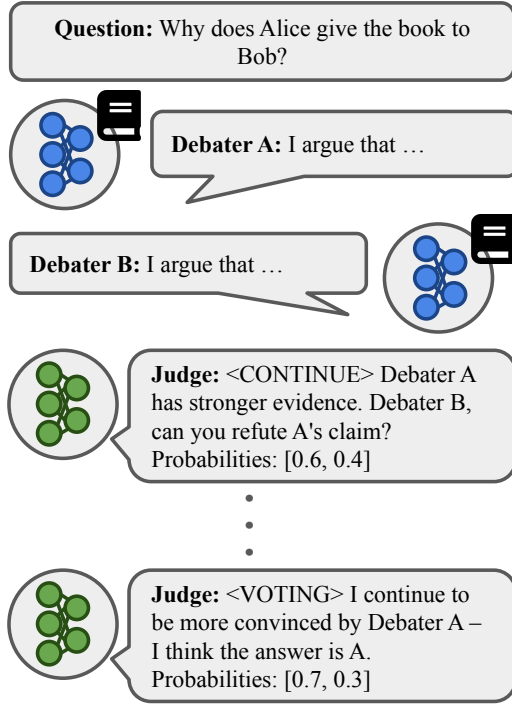 Question: Why does Alice give the book to
Bob?
Debater A: I argue that …
Debater B: I argue that …
Judge: <CONTINUE> Debater A
has stronger evidence. Debater B,
can you refute A's claim?
Probabilities: [0.6, 0.4]
Judge: <VOTING> I continue to
be more convinced by Debater A –
I think the answer is A.
Probabilities: [0.7, 0.3]